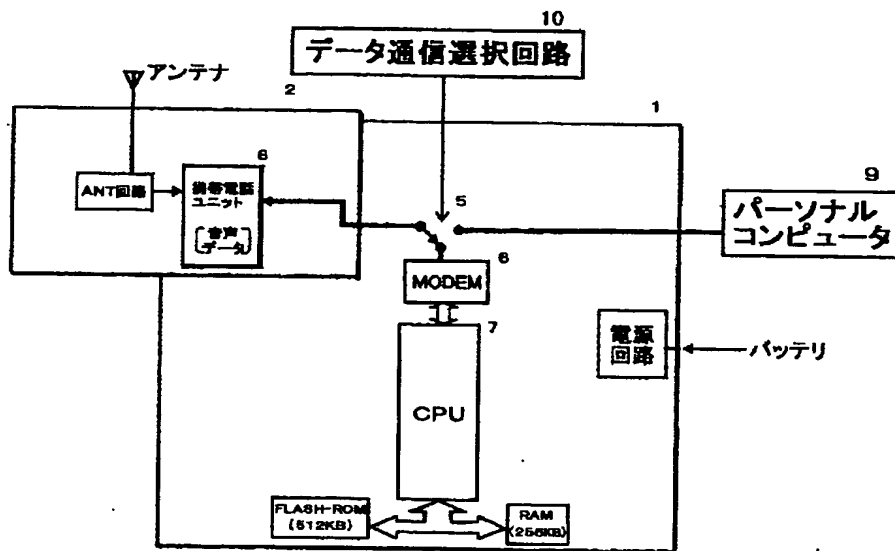 10
データ通信選択回路
アンテナ
2
1
ANT回路
6
携帯電話
ユニット
音声
データ
5
9
パーソナル
コンピュータ
6
MODEM
7
電源
回路
バッテリ
CPU
FLASH-ROM
(512KB)
RAM
(256KB)